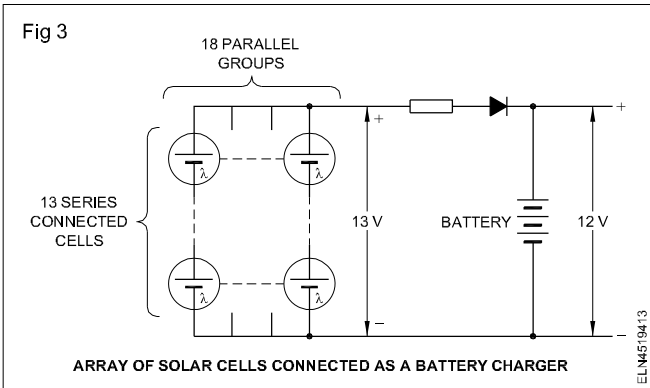 Fig 3
18 PARALLEL
GROUPS
+
+
λ
λ
13 SERIES
CONNECTED
CELLS
13 V
BATTERY
12 V
λ
λ
–
–
ARRAY OF SOLAR CELLS CONNECTED AS A BATTERY CHARGER
ELN4519413